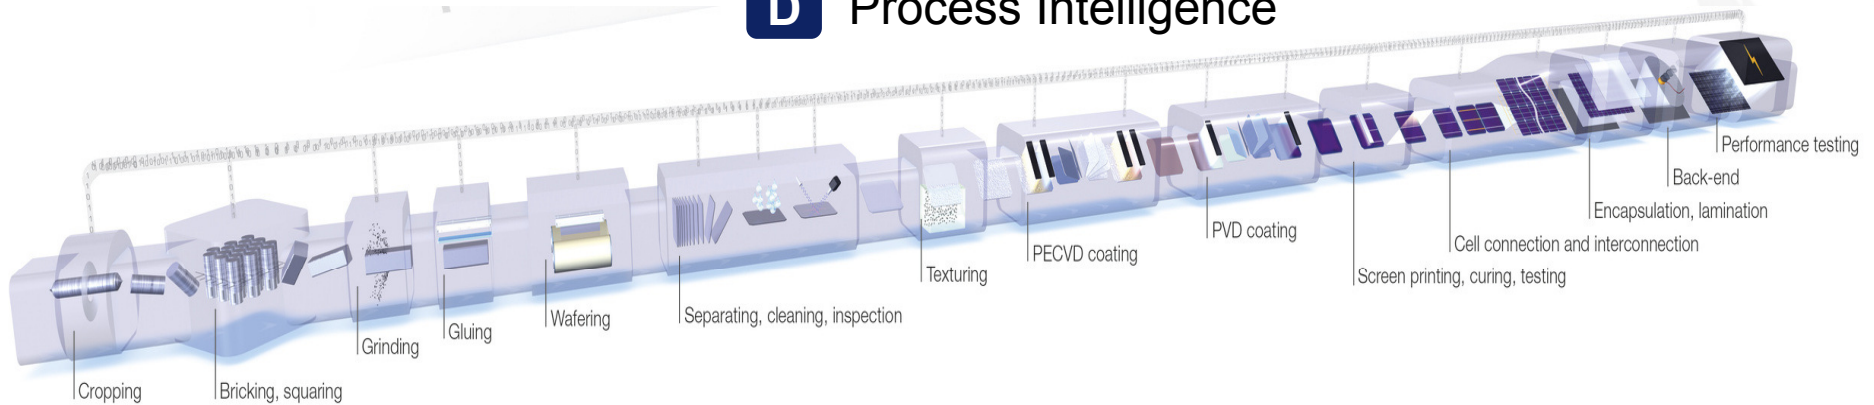 D Process Intelligence
Cropping
Bricking, squaring
Grinding
Gluing
Wafering
Separating, cleaning, inspection
Texturing
PECVD coating
PVD coating
Screen printing, curing, testing
Cell connection and interconnection
Encapsulation, lamination
Back-end
Performance testing